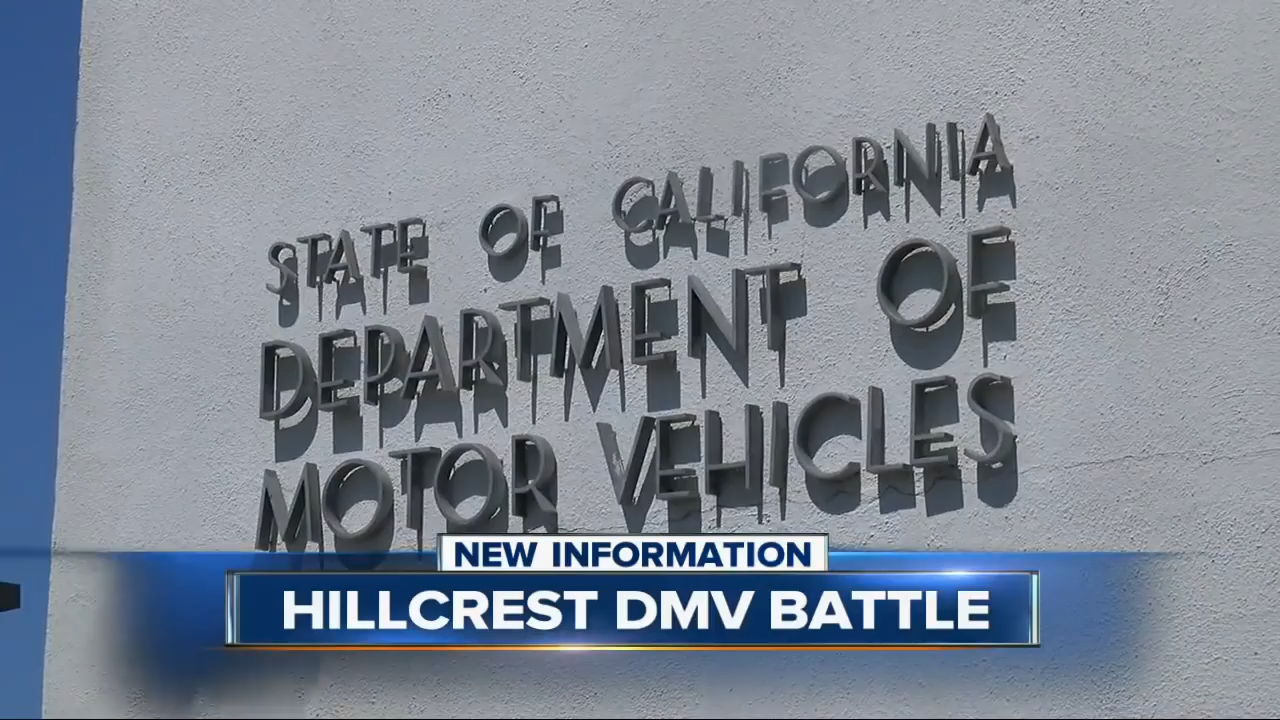 STATE OF CALIFORNIA
DEPARTMENT OF
MOTOR VEHICLES
NEW INFORMATION
HILLCREST DMV BATTLE